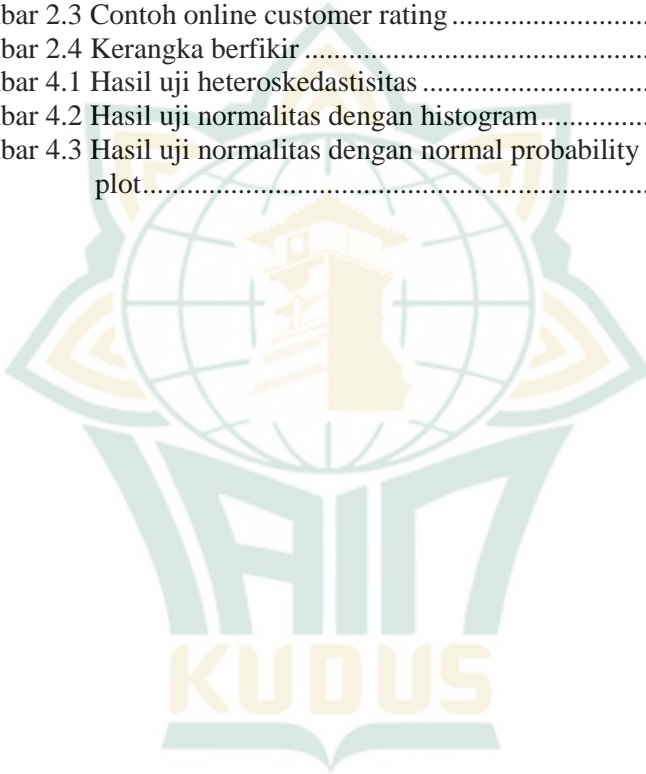 bar 2.3 Contoh online customer rating................................
bar 2.4 Kerangka berfikir................................................
bar 4.1 Hasil uji heteroskedastisitas................................
bar 4.2 Hasil uji normalitas dengan histogram................
bar 4.3 Hasil uji normalitas dengan normal probability
plot................................................................................
IAIN
KUDUS